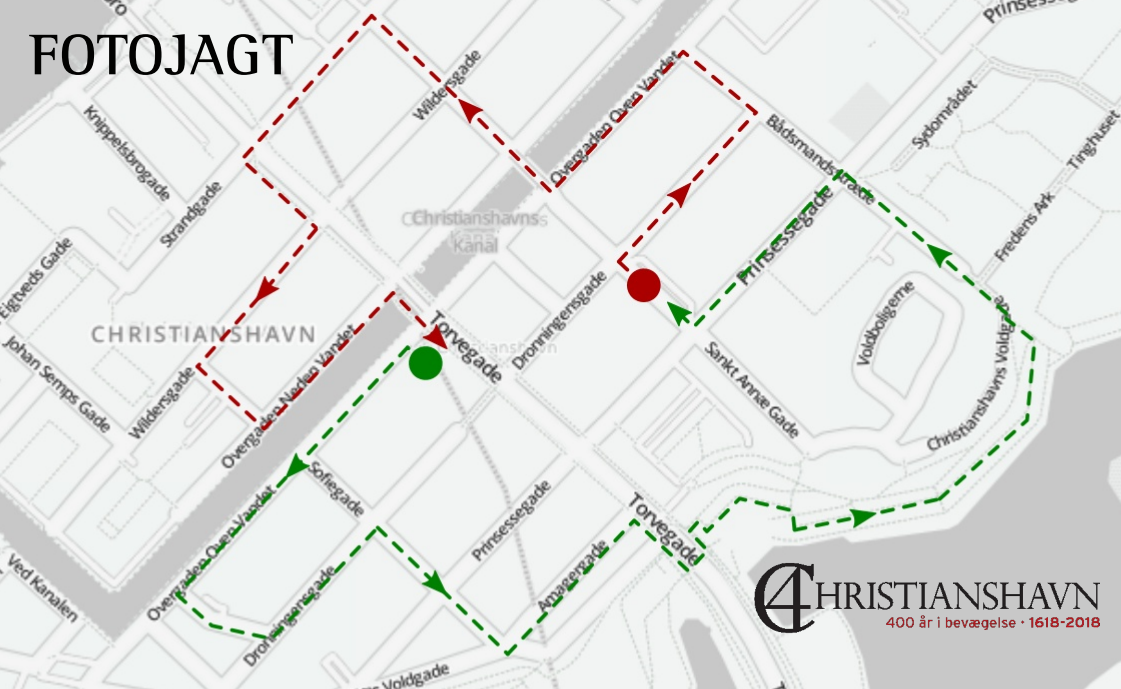 FOTOJAGT
Prinsesseg
Wildersgade
Overgaden Oven Vandet
Knippelsbrogade
Bådsmandsstræde
Sydområdet
Tinghuset
Strandgade
Christianshavns
Kanal
Prinsessegade
Fredens Ark
Eigtveds Gade
CHRISTIANSHAVN
Torvegade
Dronningensgade
Voldboligerne
Christianshavns Voldgade
Johan Semps Gade
Wildersgade
Overgaden Neden Vandet
Sankt Annæ Gade
Sofiegade
Prinsessegade
Torvegade
Overgaden Oven Vandet
Amagergade
Ved Kanalen
Dronningensgade
Voldgade
C4HRISTIANSHAVN
400 år i bevægelse · 1618-2018